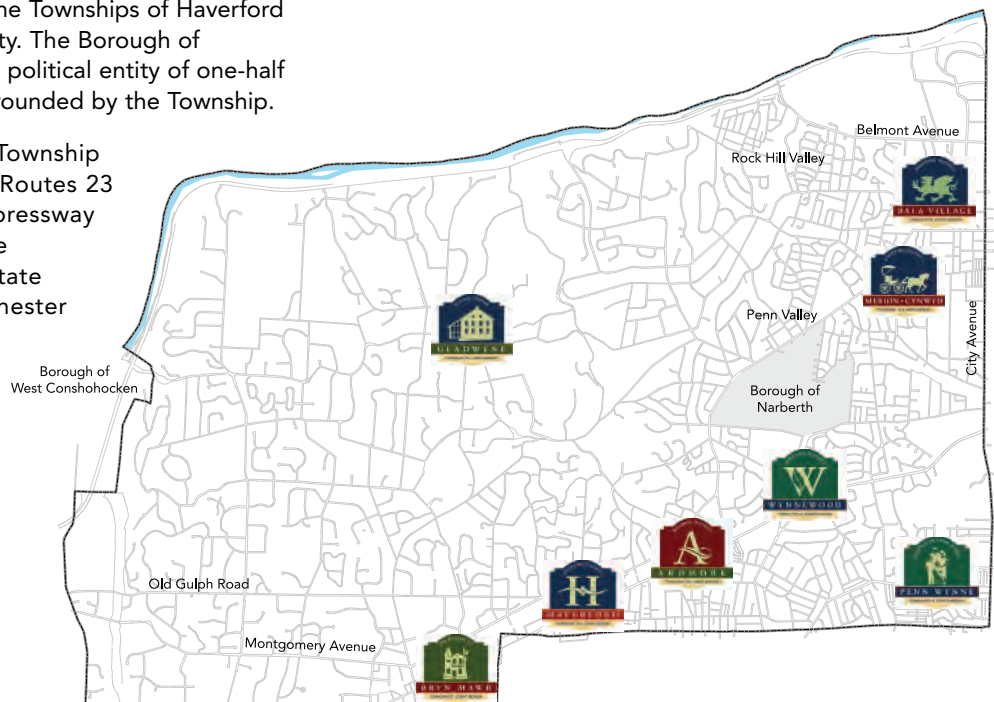 ne Townships of Haverford
ty. The Borough of
political entity of one-half
rounded by the Township.
Township
Routes 23
pressway
e
tate
hester
Belmont Avenue
Rock Hill Valley
BALA VILLAGE
MERION-CYNWYD
GLADWYNE
Penn Valley
City Avenue
Borough of
West Conshohocken
Borough of
Narberth
W
WYNNEWOOD
A
ARDMORE
PENN WYNNE
H
HAVERFORD
Old Gulph Road
Montgomery Avenue
BRYN MAWR